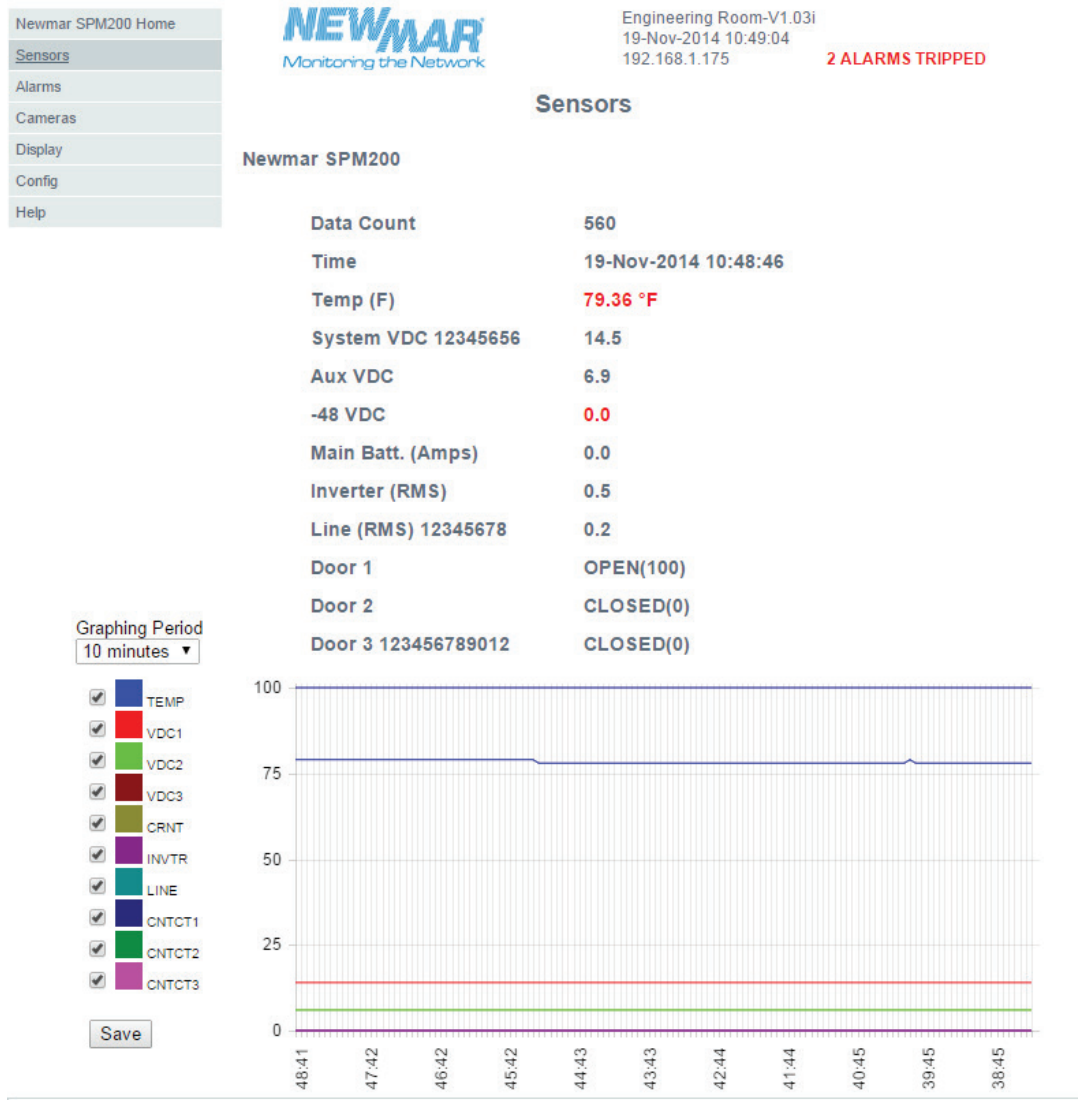 Newmar SPM200 Home
Sensors
Alarms
Cameras
Display
Config
Help
NEWMAR
Monitoring the Network
Engineering Room-V1.03i
19-Nov-2014 10:49:04
192.168.1.175 2 ALARMS TRIPPED
Sensors
Newmar SPM200
Data Count 560
Time 19-Nov-2014 10:48:46
Temp (F) 79.36 °F
System VDC 12345656 14.5
Aux VDC 6.9
-48 VDC 0.0
Main Batt. (Amps) 0.0
Inverter (RMS) 0.5
Line (RMS) 12345678 0.2
Door 1 OPEN(100)
Door 2 CLOSED(0)
Door 3 123456789012 CLOSED(0)
Graphing Period
10 minutes
TEMP
VDC1
VDC2
VDC3
CRNT
INVTR
LINE
CNTCT1
CNTCT2
CNTCT3
Save
100
75
50
25
0
48:41
47:42
46:42
45:42
44:43
43:43
42:44
41:44
40:45
39:45
38:45